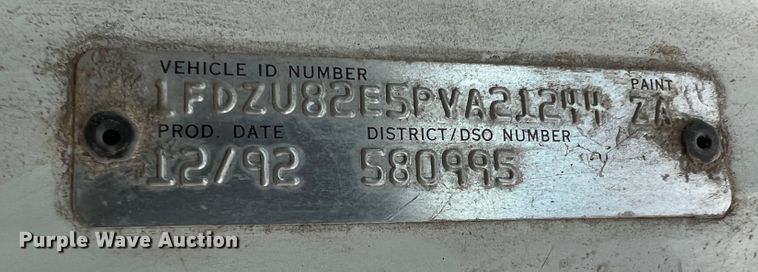 VEHICLE ID NUMBER
PAINT
1FDZU82E5PVA21244 ZA
PROD. DATE DISTRICT/DSO NUMBER
12/92 580995
Purple Wave Auction